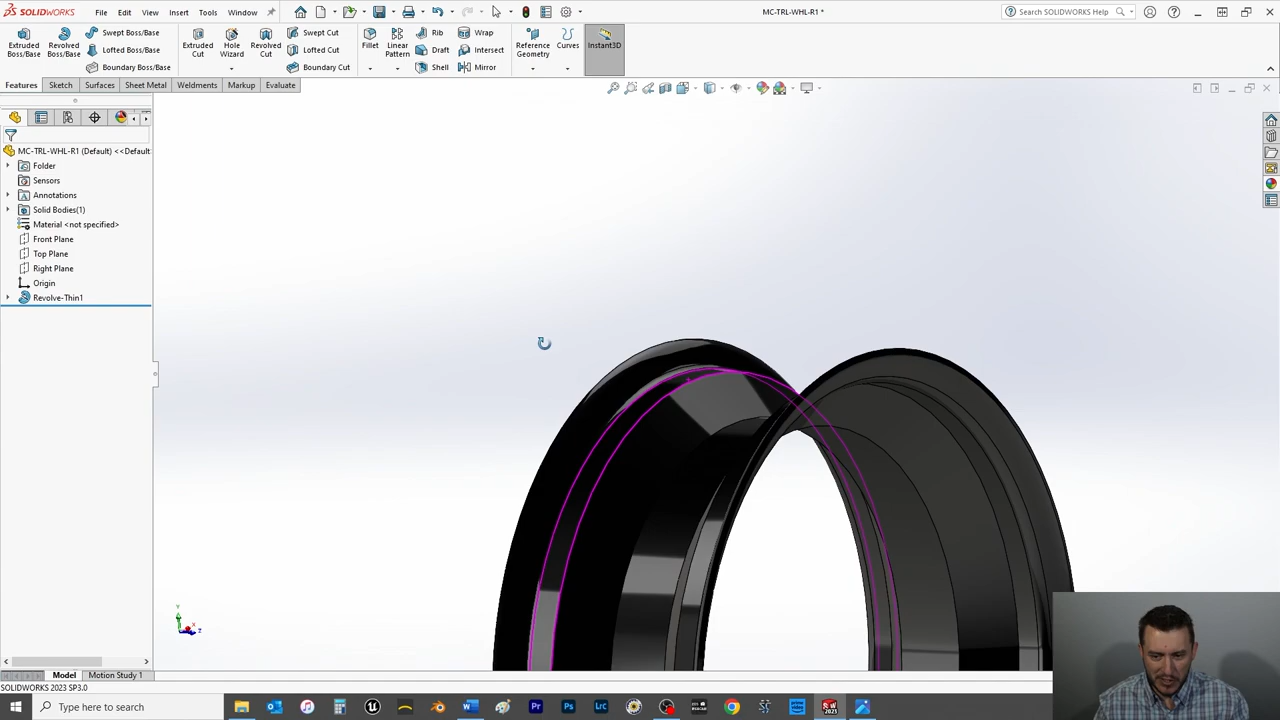 SOLIDWORKS
File
Edit
View
Insert
Tools
Window
MC-TRL-WHL-R1 *
Search SOLIDWORKS Help
Extruded Boss/Base
Revolved Boss/Base
Swept Boss/Base
Lofted Boss/Base
Boundary Boss/Base
Extruded Cut
Hole Wizard
Revolved Cut
Swept Cut
Lofted Cut
Boundary Cut
Fillet
Linear Pattern
Rib
Draft
Shell
Wrap
Intersect
Mirror
Reference Geometry
Curves
Instant3D
Features
Sketch
Surfaces
Sheet Metal
Weldments
Markup
Evaluate
MC-TRL-WHL-R1 (Default) <<Default
Folder
Sensors
Annotations
Solid Bodies(1)
Material <not specified>
Front Plane
Top Plane
Right Plane
Origin
Revolve-Thin1
Y
X
Z
Model
Motion Study 1
SOLIDWORKS 2023 SP3.0
Type here to search